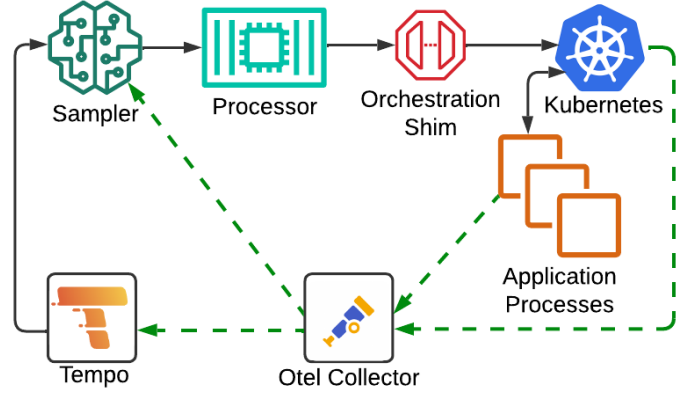 Sampler
Processor
Orchestration
Shim
Kubernetes
Application
Processes
Tempo
Otel Collector